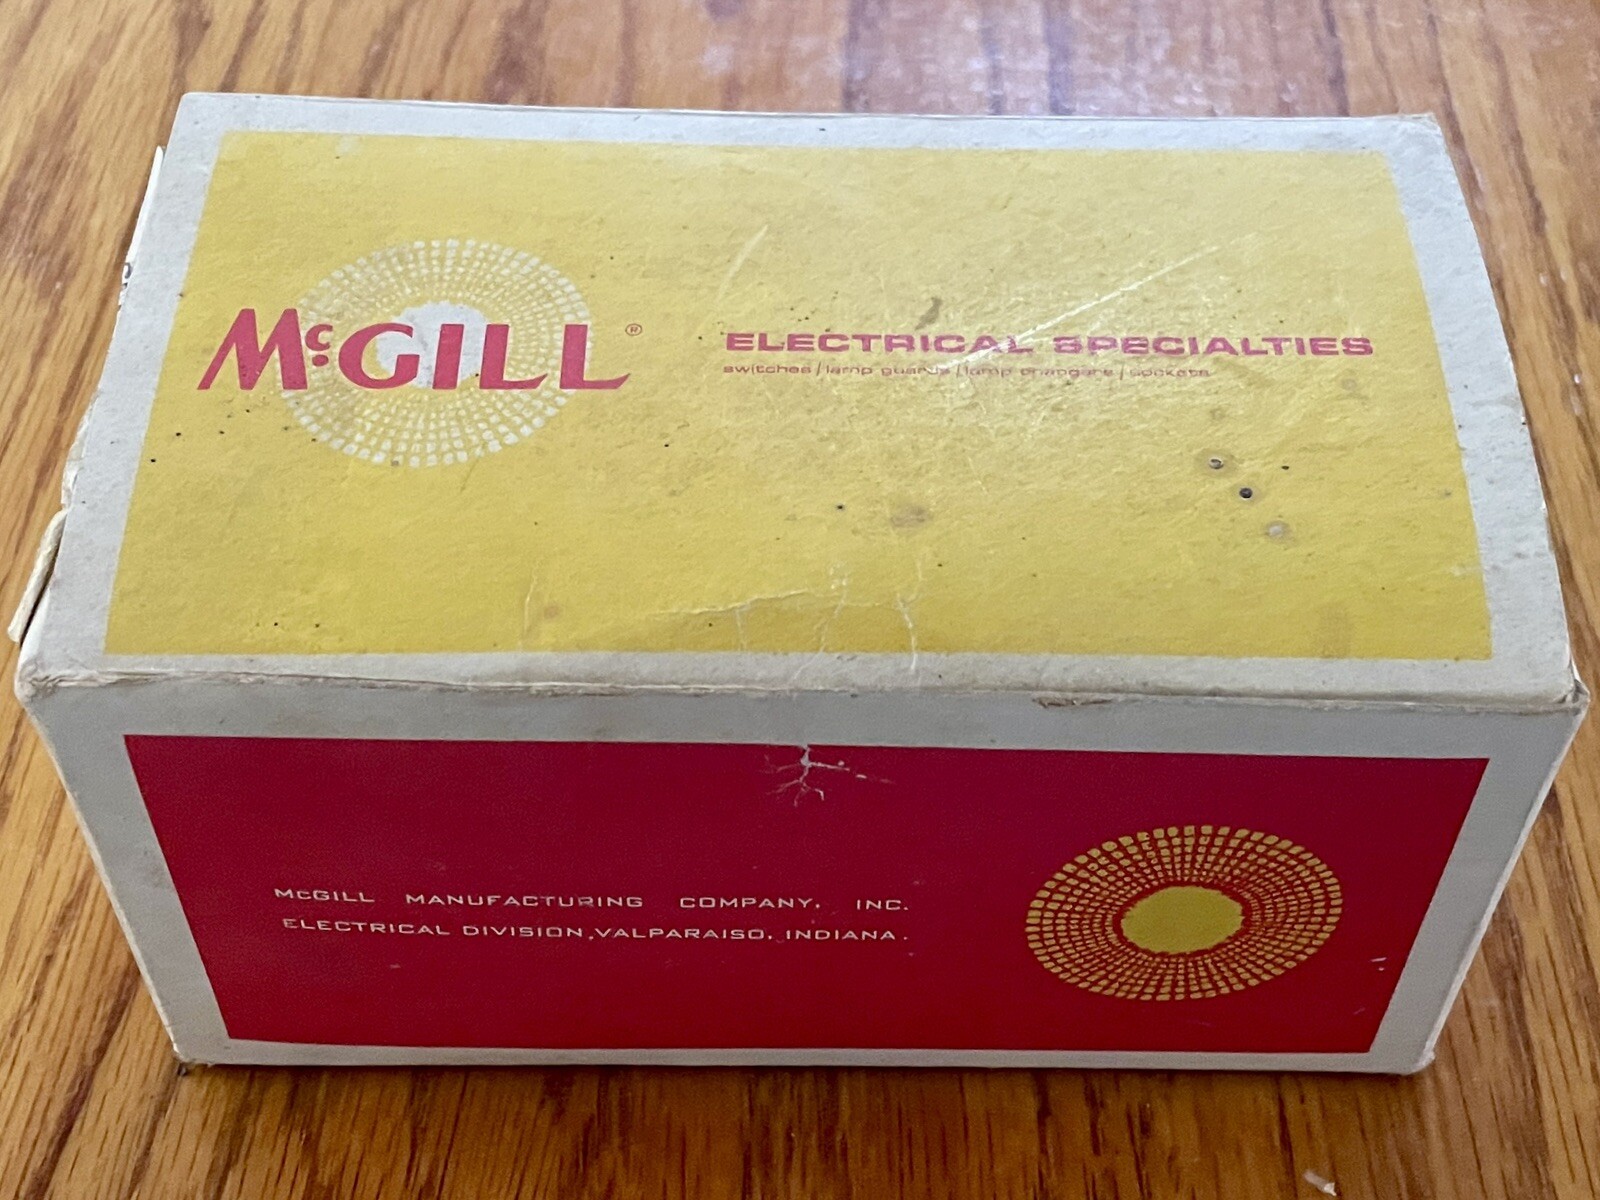 McGILL®
ELECTRICAL SPECIALTIES
switches / lamp guards / lamp changers / sockets
McGILL MANUFACTURING COMPANY, INC.
ELECTRICAL DIVISION, VALPARAISO, INDIANA.